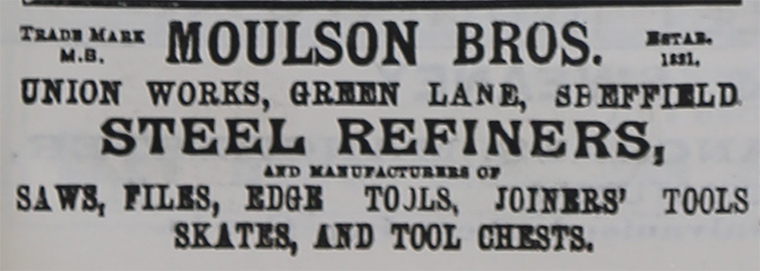 TRADE MARK
M.B.
MOULSON BROS.
ESTAB.
UNION WORKS, GREEN LANE, SHEFFIELD.
STEEL REFINERS,
AND MANUFACTURERS OF
SAWS, FILES, EDGE TOOLS, JOINERS' TOOLS
SKATES, AND TOOL CHESTS.